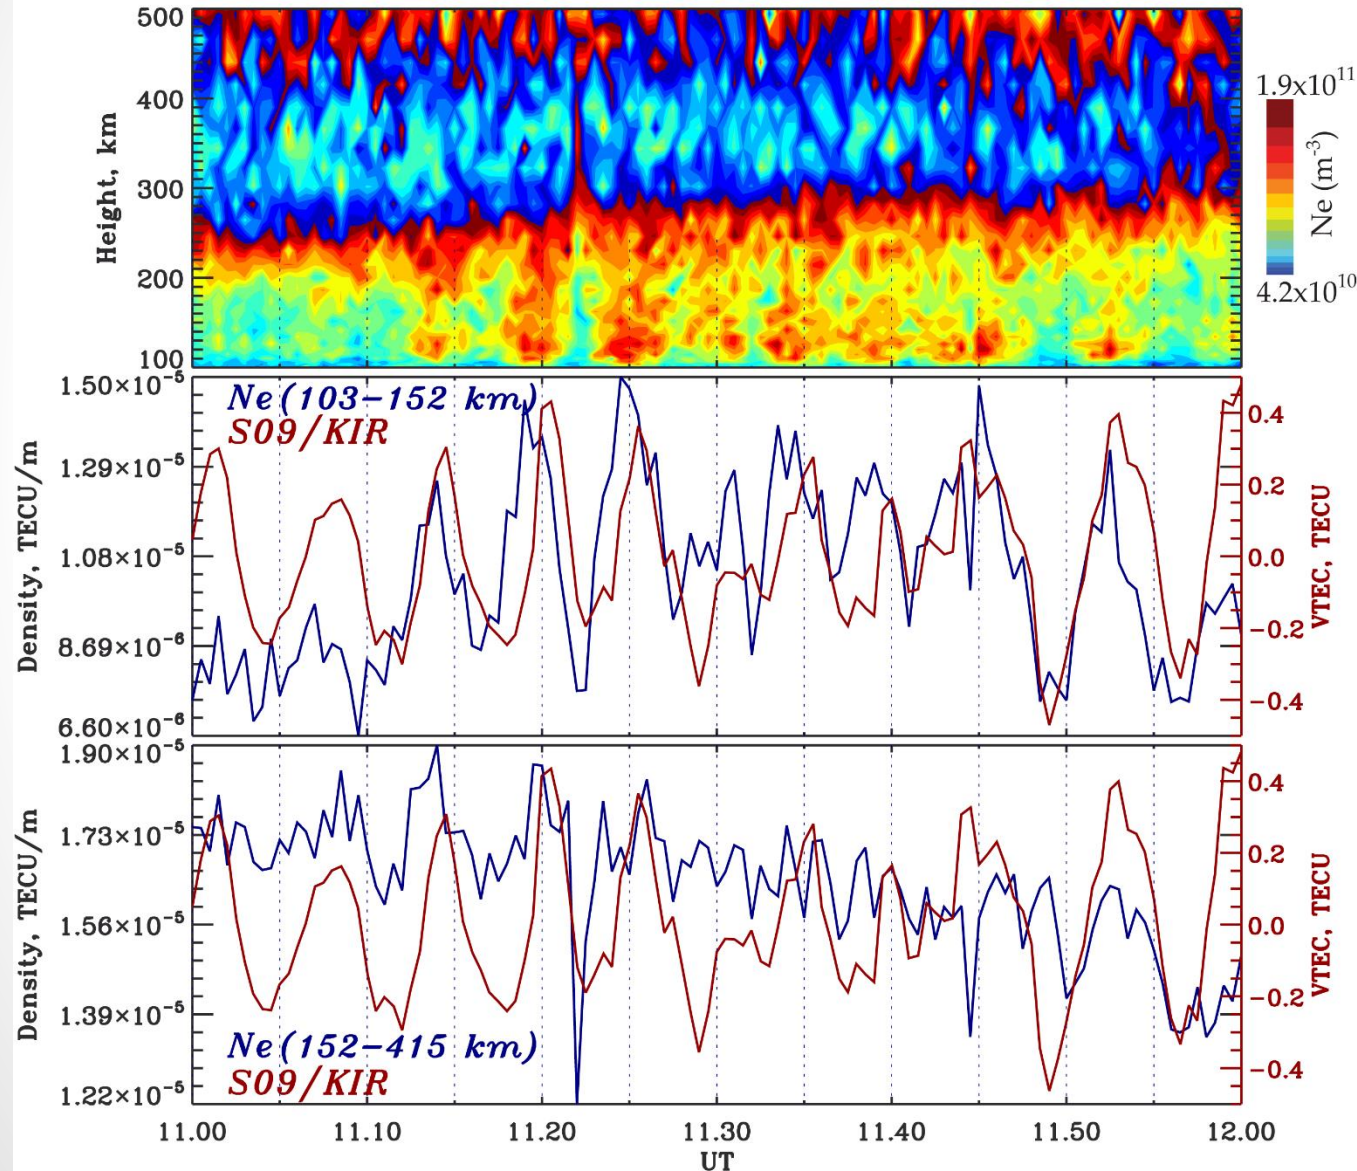 500
400
300
200
100
Height, km
1.9x10¹¹
Ne (m⁻³)
4.2x10¹⁰
1.50×10⁻⁵
1.29×10⁻⁵
1.08×10⁻⁵
8.69×10⁻⁶
6.60×10⁻⁶
Density, TECU/m
Ne(103−152 km)
S09/KIR
0.4
0.2
0.0
−0.2
−0.4
VTEC, TECU
1.90×10⁻⁵
1.73×10⁻⁵
1.56×10⁻⁵
1.39×10⁻⁵
1.22×10⁻⁵
Density, TECU/m
Ne(152−415 km)
S09/KIR
0.4
0.2
0.0
−0.2
−0.4
VTEC, TECU
11.00 11.10 11.20 11.30 11.40 11.50 12.00
UT